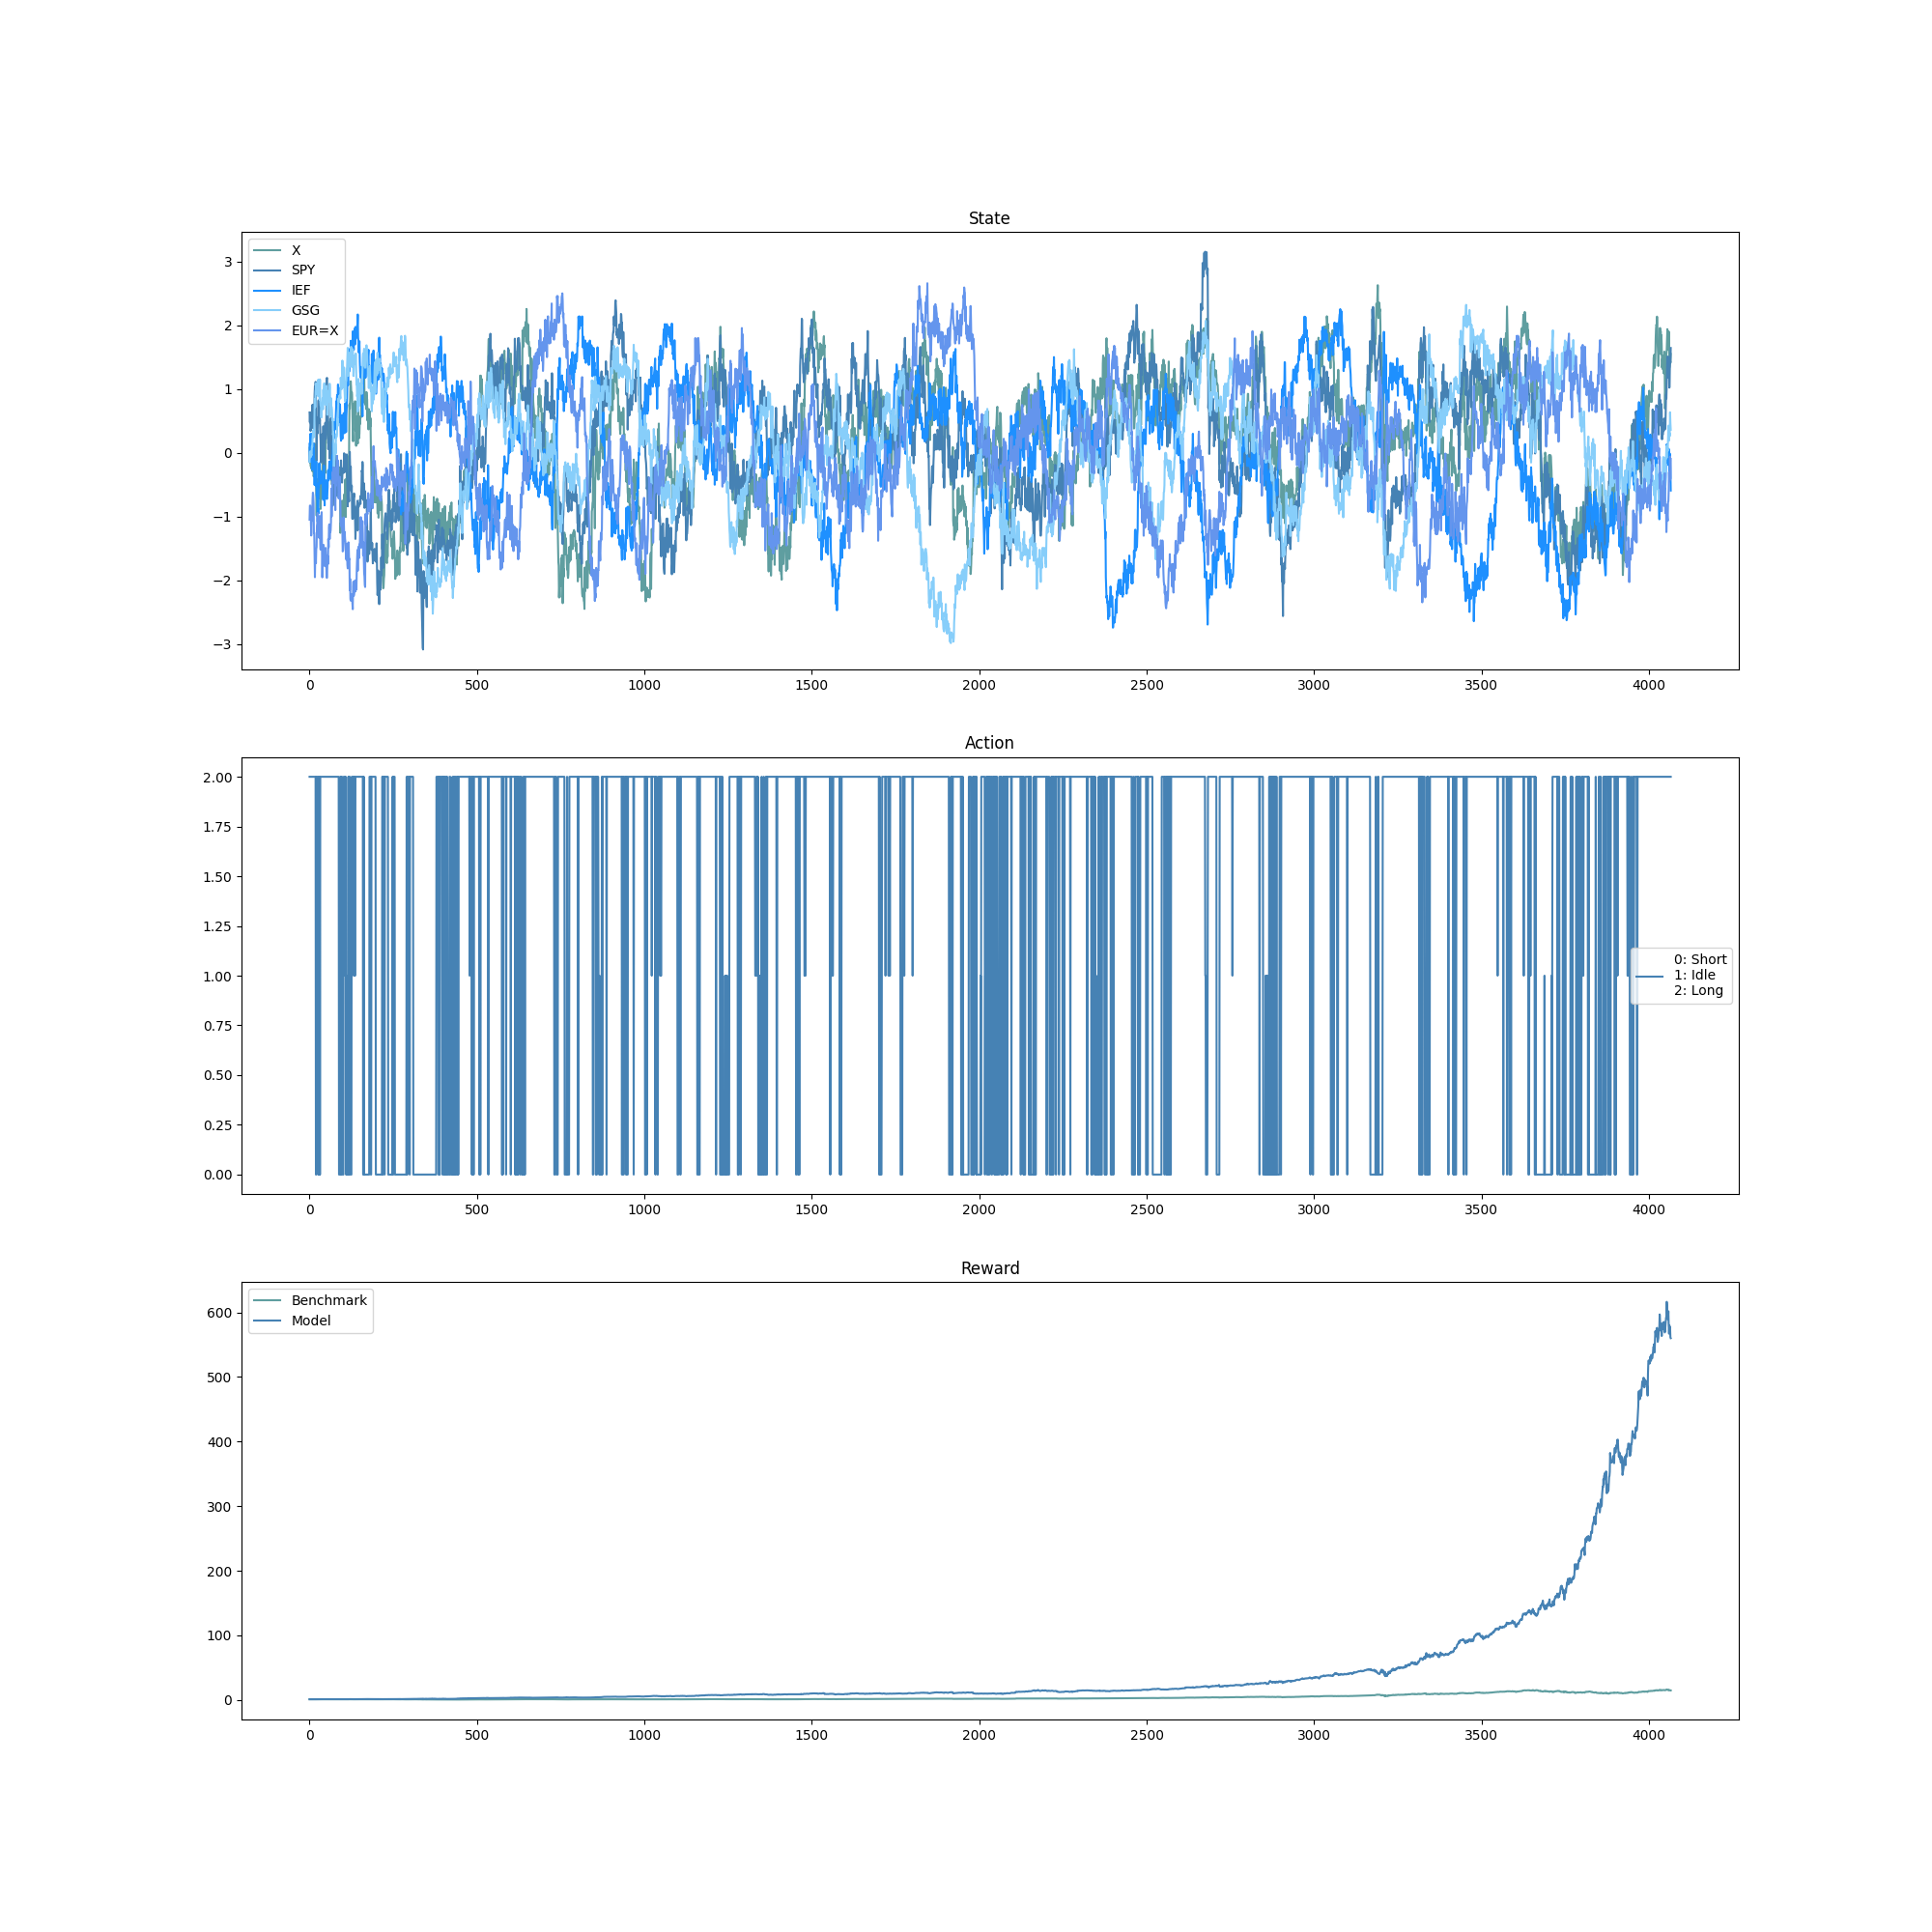 State
X
SPY
IEF
GSG
EUR=X
3
2
1
0
−1
−2
−3
0 500 1000 1500 2000 2500 3000 3500 4000
Action
2.00
1.75
1.50
1.25
1.00
0.75
0.50
0.25
0.00
0: Short
1: Idle
2: Long
0 500 1000 1500 2000 2500 3000 3500 4000
Reward
Benchmark
Model
600
500
400
300
200
100
0
0 500 1000 1500 2000 2500 3000 3500 4000